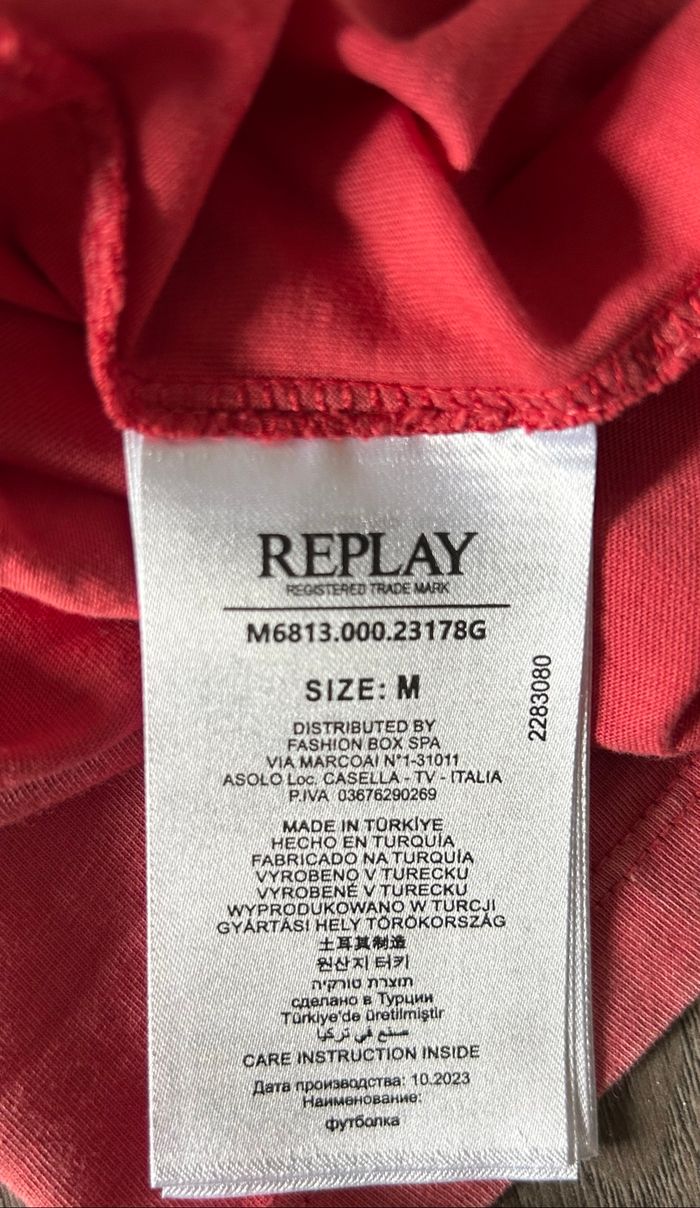 REPLAY
REGISTERED TRADE MARK
M6813.000.23178G
SIZE: M
2283080
DISTRIBUTED BY
FASHION BOX SPA
VIA MARCOAI N°1-31011
ASOLO Loc. CASELLA - TV - ITALIA
P.IVA 03676290269
MADE IN TÜRKİYE
HECHO EN TURQUÍA
FABRICADO NA TURQUÍA
VYROBENO V TURECKU
VYROBENÉ V TURECKU
WYPRODUKOWANO W TURCJI
GYÁRTÁSI HELY TÖRÖKORSZÁG
土耳其制造
원산지 터키
תוצרת טורקיה
сделано в Турции
Türkiye'de üretilmiştir
صنع في تركيا
CARE INSTRUCTION INSIDE
Дата производства: 10.2023
Наименование:
футболка